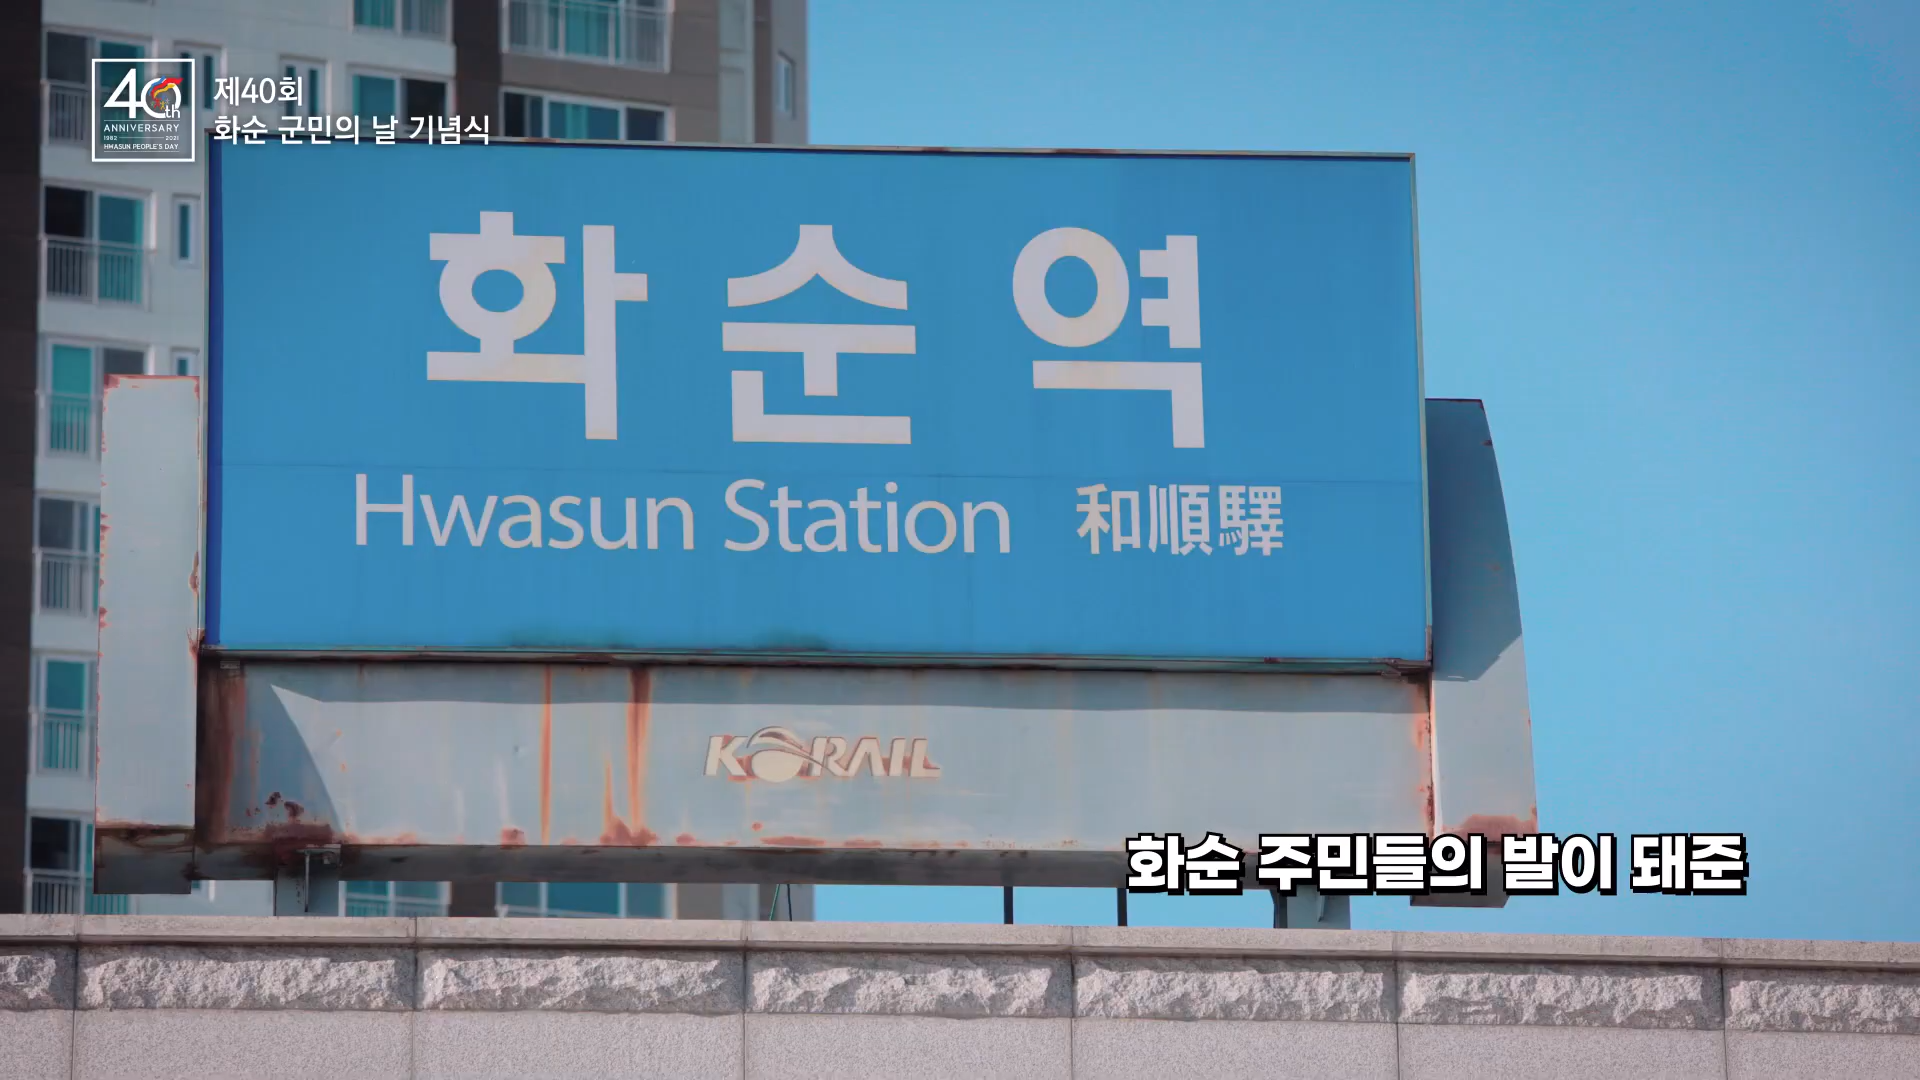 40th
ANNIVERSARY
1982 2021
HWASUN PEOPLE'S DAY
제40회
화순 군민의 날 기념식
화순역
Hwasun Station 和順驛
KORAIL
화순 주민들의 발이 돼준